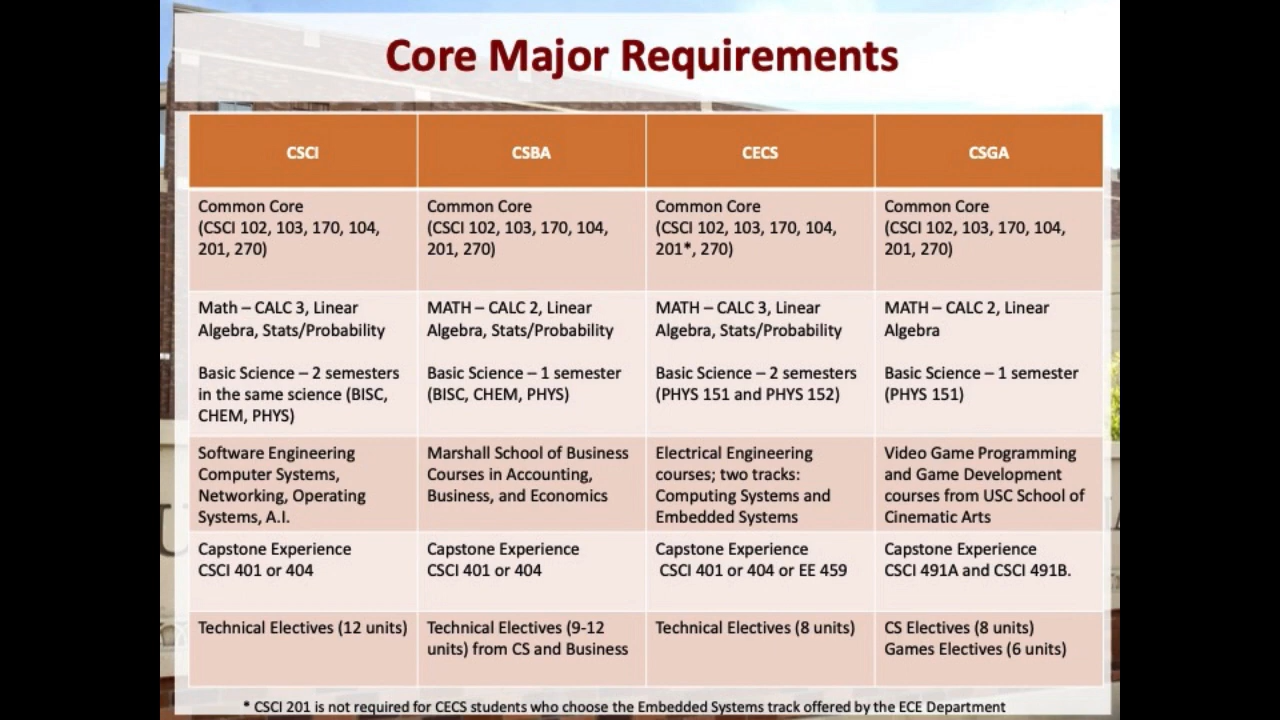 Core Major Requirements
CSCI
CSBA
CECS
CSGA
Common Core
(CSCI 102, 103, 170, 104,
201, 270)
Common Core
(CSCI 102, 103, 170, 104,
201, 270)
Common Core
(CSCI 102, 103, 170, 104,
201*, 270)
Common Core
(CSCI 102, 103, 170, 104,
201, 270)
Math – CALC 3, Linear
Algebra, Stats/Probability
Basic Science – 2 semesters
in the same science (BISC,
CHEM, PHYS)
MATH – CALC 2, Linear
Algebra, Stats/Probability
Basic Science – 1 semester
(BISC, CHEM, PHYS)
MATH – CALC 3, Linear
Algebra, Stats/Probability
Basic Science – 2 semesters
(PHYS 151 and PHYS 152)
MATH – CALC 2, Linear
Algebra
Basic Science – 1 semester
(PHYS 151)
Software Engineering
Computer Systems,
Networking, Operating
Systems, A.I.
Marshall School of Business
Courses in Accounting,
Business, and Economics
Electrical Engineering
courses; two tracks:
Computing Systems and
Embedded Systems
Video Game Programming
and Game Development
courses from USC School of
Cinematic Arts
Capstone Experience
CSCI 401 or 404
Capstone Experience
CSCI 401 or 404
Capstone Experience
CSCI 401 or 404 or EE 459
Capstone Experience
CSCI 491A and CSCI 491B.
Technical Electives (12 units)
Technical Electives (9-12
units) from CS and Business
Technical Electives (8 units)
CS Electives (8 units)
Games Electives (6 units)
* CSCI 201 is not required for CECS students who choose the Embedded Systems track offered by the ECE Department